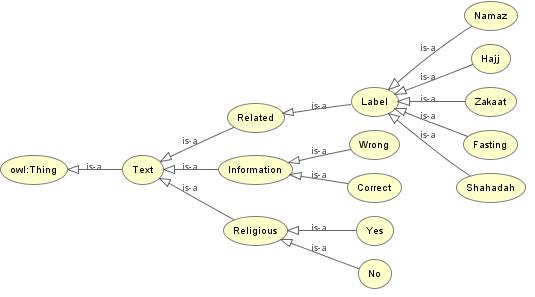 Namaz
is-a
Hajj
is-a
Label
is-a
Zakaat
is-a
Related
is-a
is-a
Fasting
is-a
Wrong
is-a
is-a
owl:Thing
is-a
Text
is-a
Information
is-a
Correct
Shahadah
is-a
Religious
is-a
Yes
is-a
No